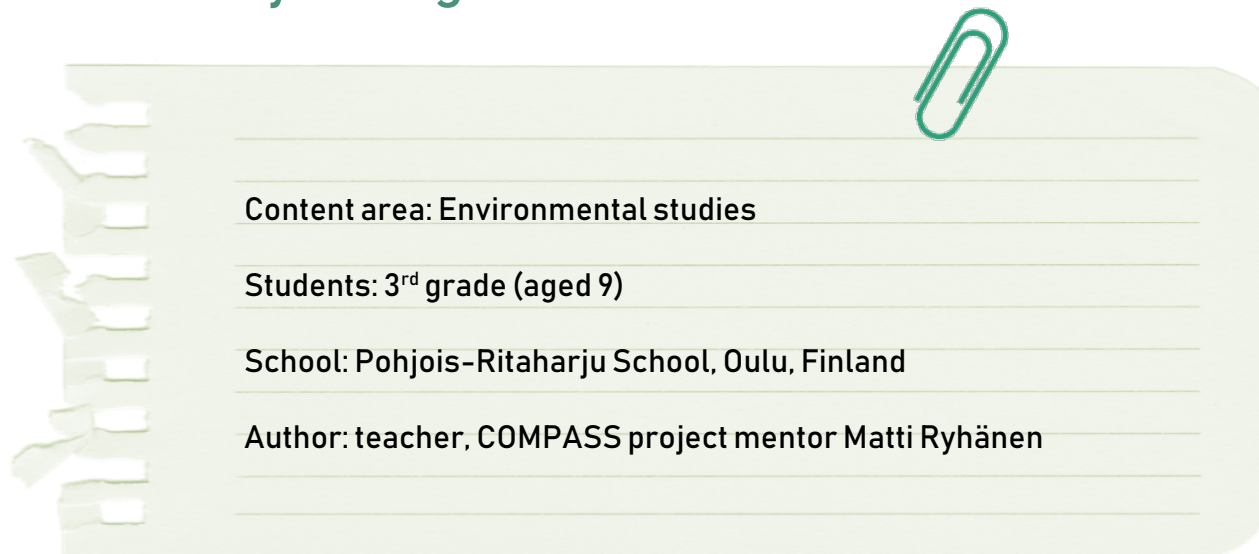 Content area: Environmental studies
Students: 3rd grade (aged 9)
School: Pohjois-Ritaharju School, Oulu, Finland
Author: teacher, COMPASS project mentor Matti Ryhänen